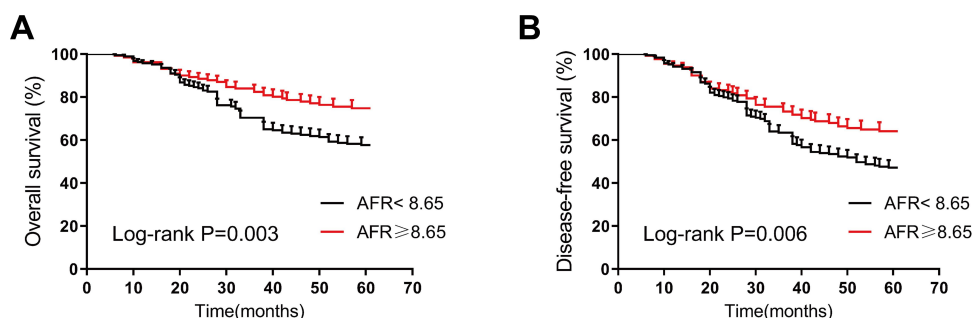 A
Overall survival (%)
100
80
60
40
20
0
0 10 20 30 40 50 60 70
Time(months)
AFR< 8.65
AFR≥8.65
Log-rank P=0.003
B
Disease-free survival (%)
100
80
60
40
20
0
0 10 20 30 40 50 60 70
Time(months)
AFR< 8.65
AFR≥8.65
Log-rank P=0.006